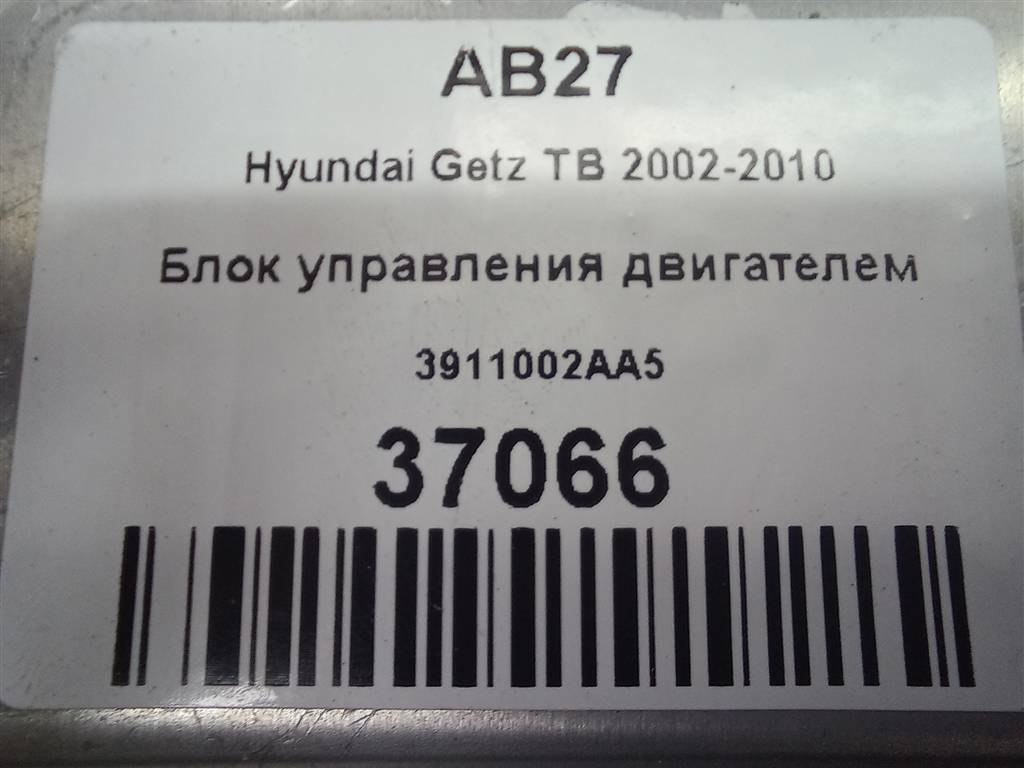 AB27
Hyundai Getz TB 2002-2010
Блок управления двигателем
3911002AA5
37066